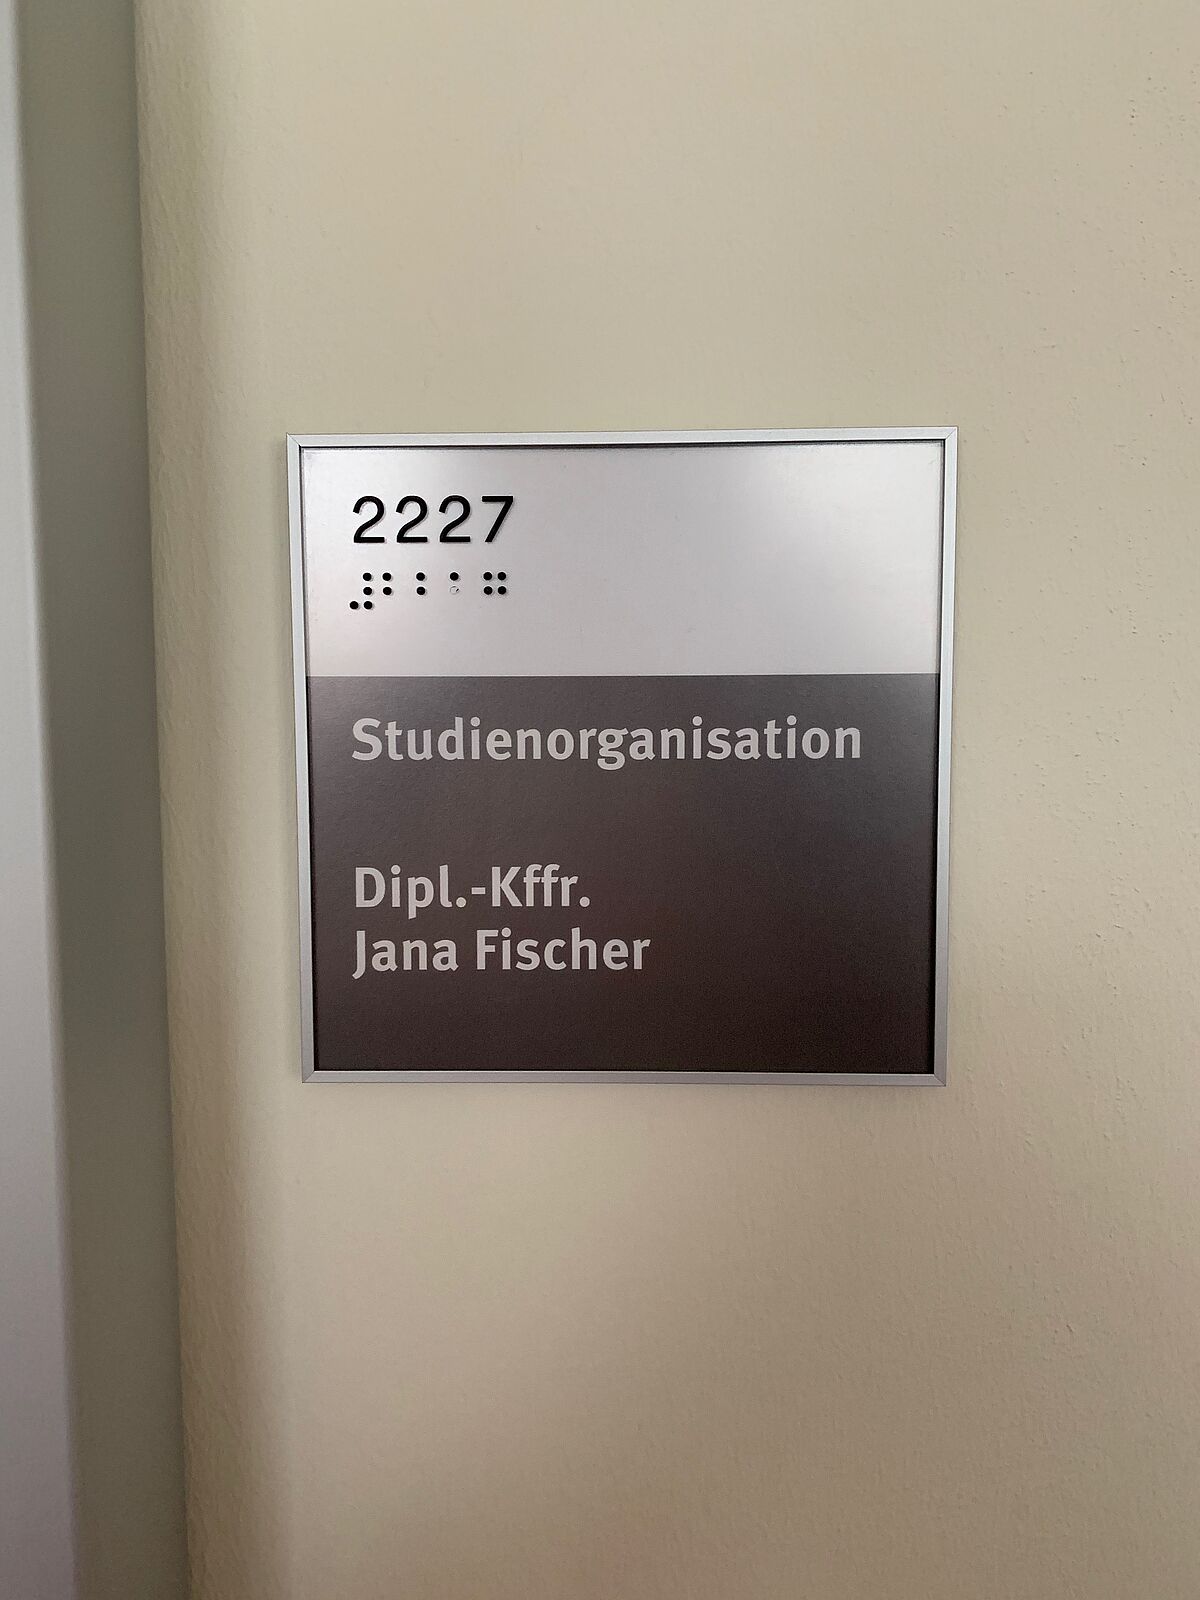 2227
⠼⠃⠃⠁⠛
Studienorganisation
Dipl.-Kffr.
Jana Fischer